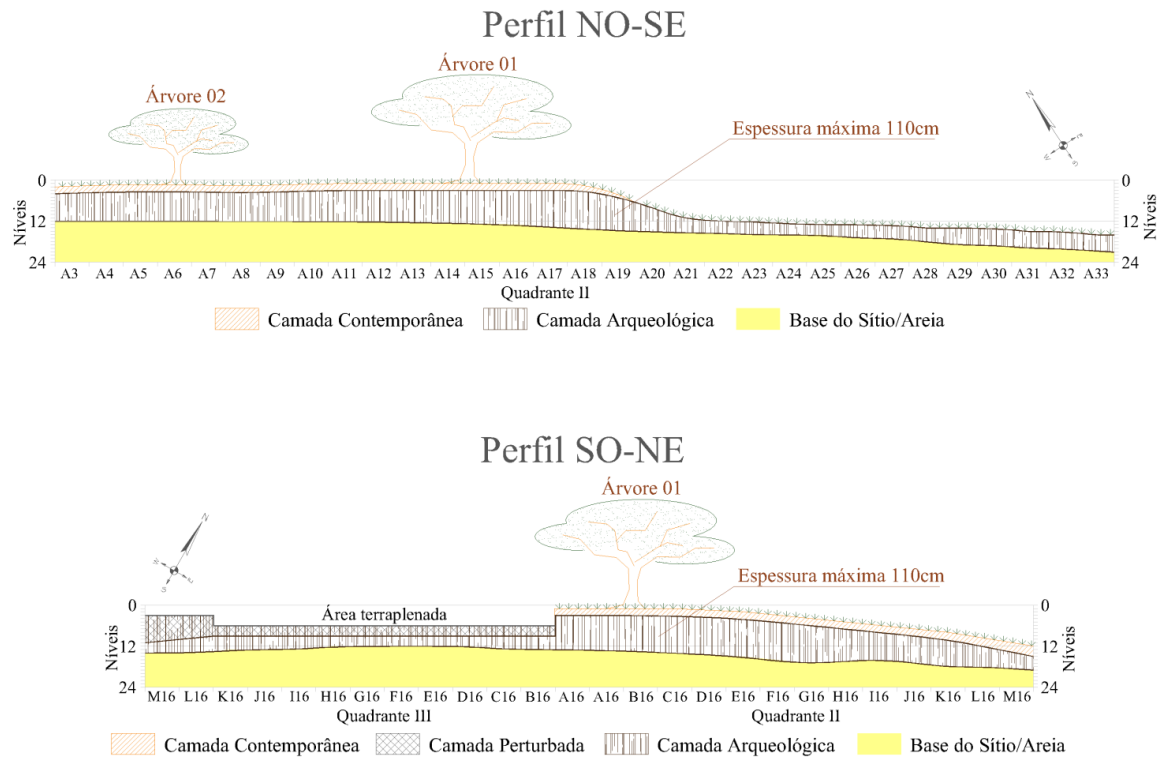 Perfil NO-SE
Árvore 01
Árvore 02
Espessura máxima 110cm
N
0 0
Níveis 12 12 Níveis
24 24
A3 A4 A5 A6 A7 A8 A9 A10 A11 A12 A13 A14 A15 A16 A17 A18 A19 A20 A21 A22 A23 A24 A25 A26 A27 A28 A29 A30 A31 A32 A33
Quadrante II
Camada Contemporânea Camada Arqueológica Base do Sítio/Areia
Perfil SO-NE
Árvore 01
N
Espessura máxima 110cm
0 Área terraplenada 0
Níveis 12 12 Níveis
24 24
M16 L16 K16 J16 I16 H16 G16 F16 E16 D16 C16 B16 A16 A16 B16 C16 D16 E16 F16 G16 H16 I16 J16 K16 L16 M16
Quadrante III Quadrante II
Camada Contemporânea Camada Perturbada Camada Arqueológica Base do Sítio/Areia